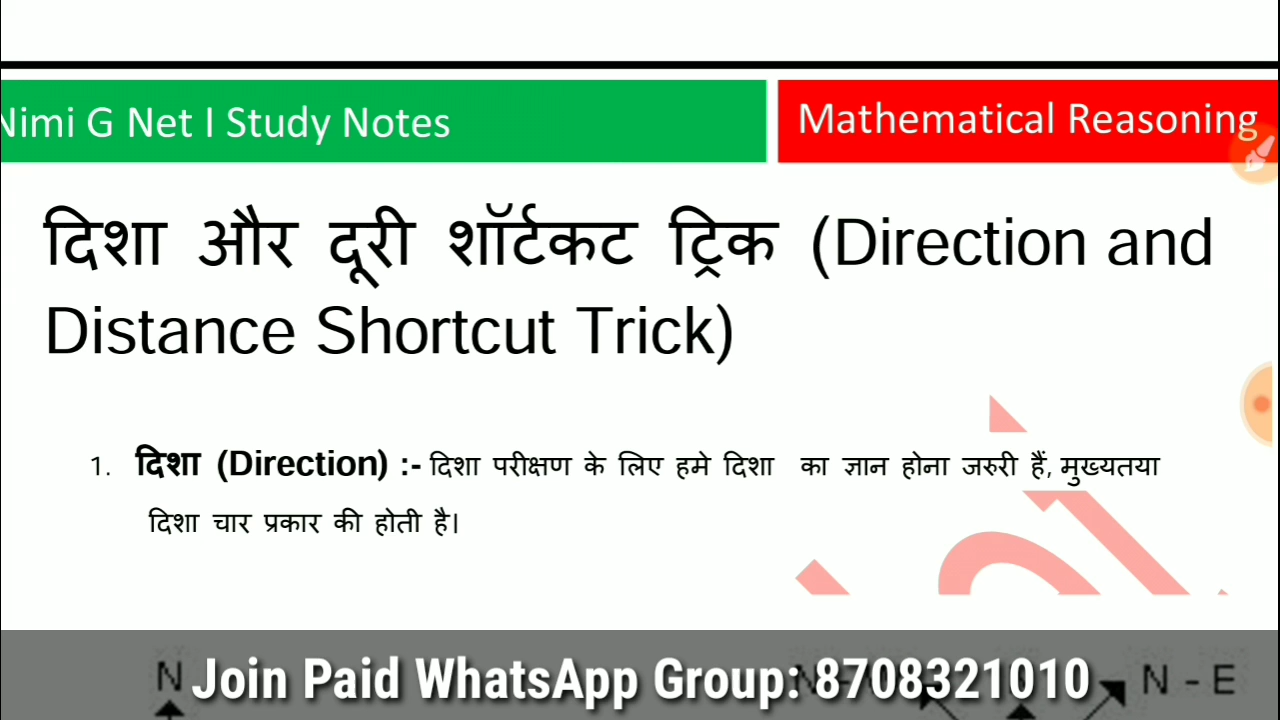 Nimi G Net I Study Notes
Mathematical Reasoning
दिशा और दूरी शॉर्टकट ट्रिक (Direction and
Distance Shortcut Trick)
1. दिशा (Direction) :- दिशा परीक्षण के लिए हमे दिशा का ज्ञान होना जरुरी हैं, मुख्यतया
दिशा चार प्रकार की होती है।
N
N - E
Join Paid WhatsApp Group: 8708321010